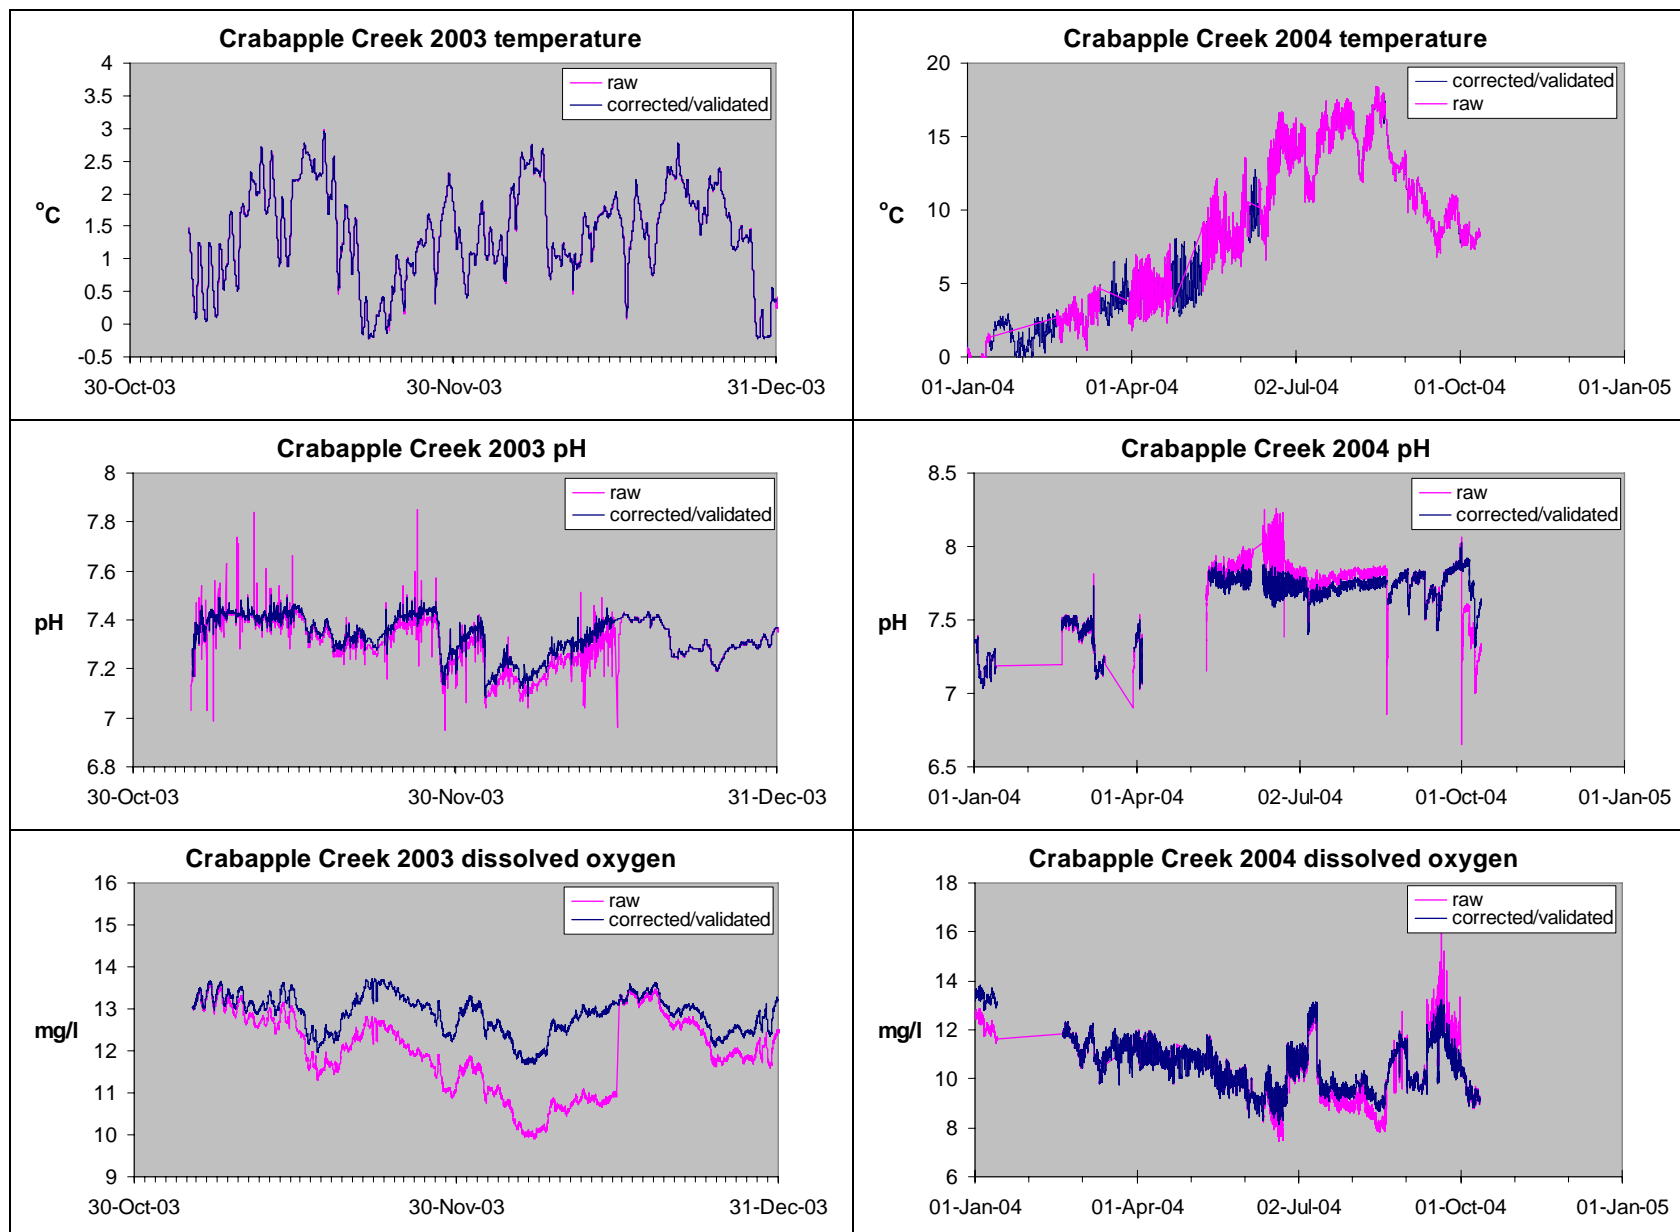 Crabapple Creek 2003 temperature
raw
corrected/validated
4
3.5
3
2.5
2
1.5
1
0.5
0
-0.5
°C
30-Oct-03 30-Nov-03 31-Dec-03
Crabapple Creek 2004 temperature
corrected/validated
raw
20
15
10
5
0
°C
01-Jan-04 01-Apr-04 02-Jul-04 01-Oct-04 01-Jan-05
Crabapple Creek 2003 pH
raw
corrected/validated
8
7.8
7.6
7.4
7.2
7
6.8
pH
30-Oct-03 30-Nov-03 31-Dec-03
Crabapple Creek 2004 pH
raw
corrected/validated
8.5
8
7.5
7
6.5
pH
01-Jan-04 01-Apr-04 02-Jul-04 01-Oct-04 01-Jan-05
Crabapple Creek 2003 dissolved oxygen
raw
corrected/validated
16
15
14
13
12
11
10
9
mg/l
30-Oct-03 30-Nov-03 31-Dec-03
Crabapple Creek 2004 dissolved oxygen
raw
corrected/validated
18
16
14
12
10
8
6
mg/l
01-Jan-04 01-Apr-04 02-Jul-04 01-Oct-04 01-Jan-05